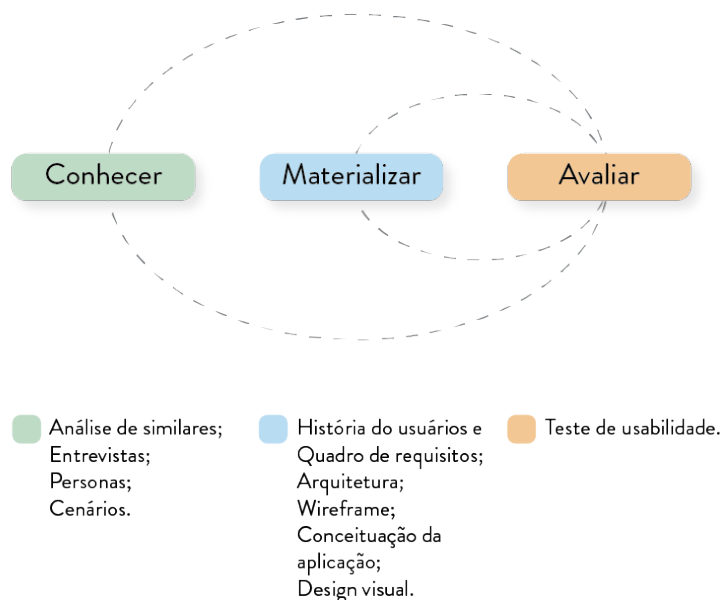 Conhecer
Materializar
Avaliar
Análise de similares;
Entrevistas;
Personas;
Cenários.
História do usuários e
Quadro de requisitos;
Arquitetura;
Wireframe;
Conceituação da
aplicação;
Design visual.
Teste de usabilidade.